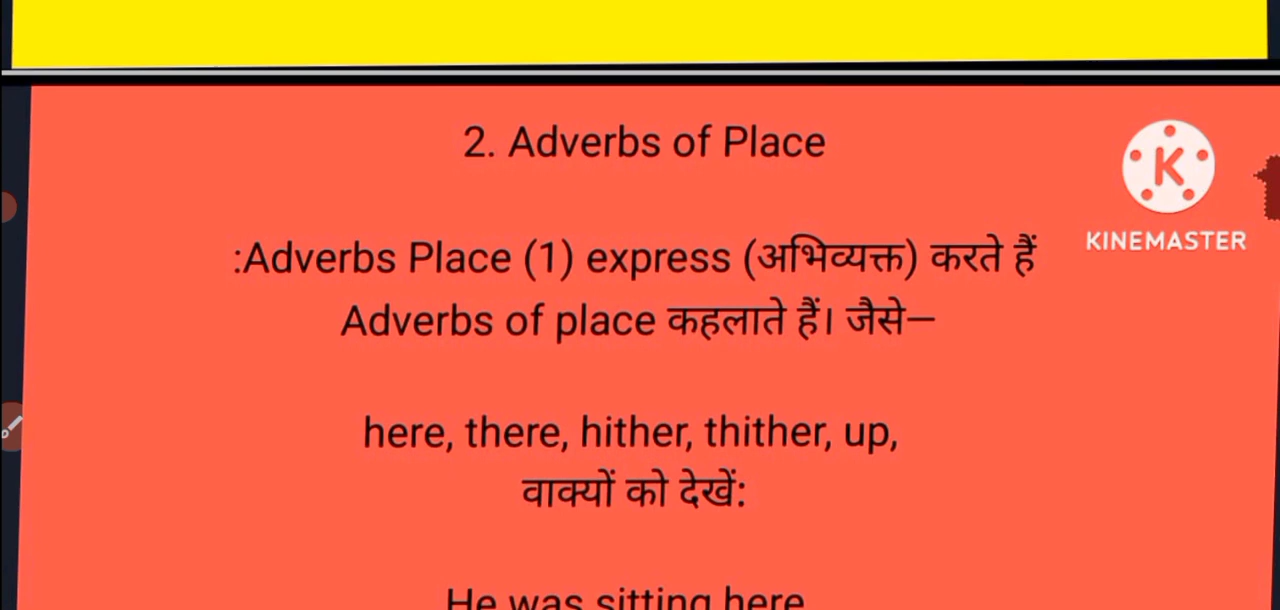 2. Adverbs of Place
K
KINEMASTER
:Adverbs Place (1) express (अभिव्यक्त) करते हैं
Adverbs of place कहलाते हैं। जैसे—
here, there, hither, thither, up,
वाक्यों को देखें:
He was sitting here